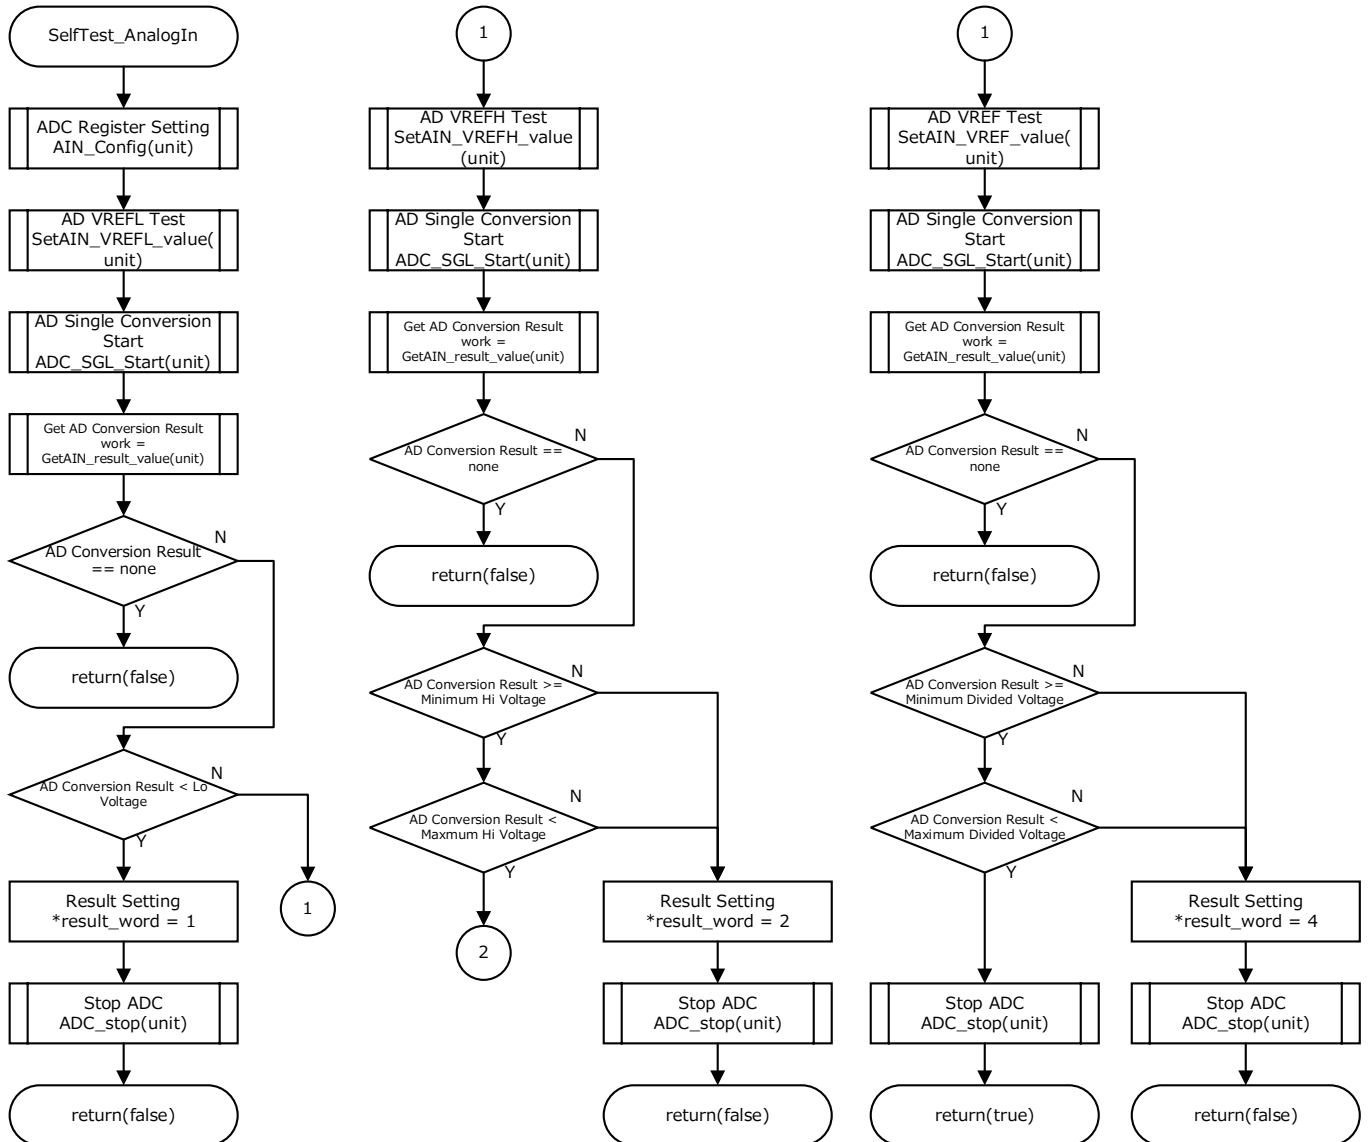 SelfTest_AnalogIn
ADC Register Setting
AIN_Config(unit)
AD VREFL Test
SetAIN_VREFL_value(
unit)
AD Single Conversion
Start
ADC_SGL_Start(unit)
Get AD Conversion Result
work =
GetAIN_result_value(unit)
N
AD Conversion Result
== none
Y
return(false)
N
AD Conversion Result < Lo
Voltage
Y
Result Setting
*result_word = 1
1
Stop ADC
ADC_stop(unit)
return(false)
1
AD VREFH Test
SetAIN_VREFH_value
(unit)
AD Single Conversion
Start
ADC_SGL_Start(unit)
Get AD Conversion Result
work =
GetAIN_result_value(unit)
N
AD Conversion Result ==
none
Y
return(false)
N
AD Conversion Result >=
Minimum Hi Voltage
Y
N
AD Conversion Result <
Maxmum Hi Voltage
Y
2
Result Setting
*result_word = 2
Stop ADC
ADC_stop(unit)
return(false)
1
AD VREF Test
SetAIN_VREF_value(
unit)
AD Single Conversion
Start
ADC_SGL_Start(unit)
Get AD Conversion Result
work =
GetAIN_result_value(unit)
N
AD Conversion Result ==
none
Y
return(false)
N
AD Conversion Result >=
Minimum Divided Voltage
Y
N
AD Conversion Result <
Maximum Divided Voltage
Y
Stop ADC
ADC_stop(unit)
return(true)
Result Setting
*result_word = 4
Stop ADC
ADC_stop(unit)
return(false)